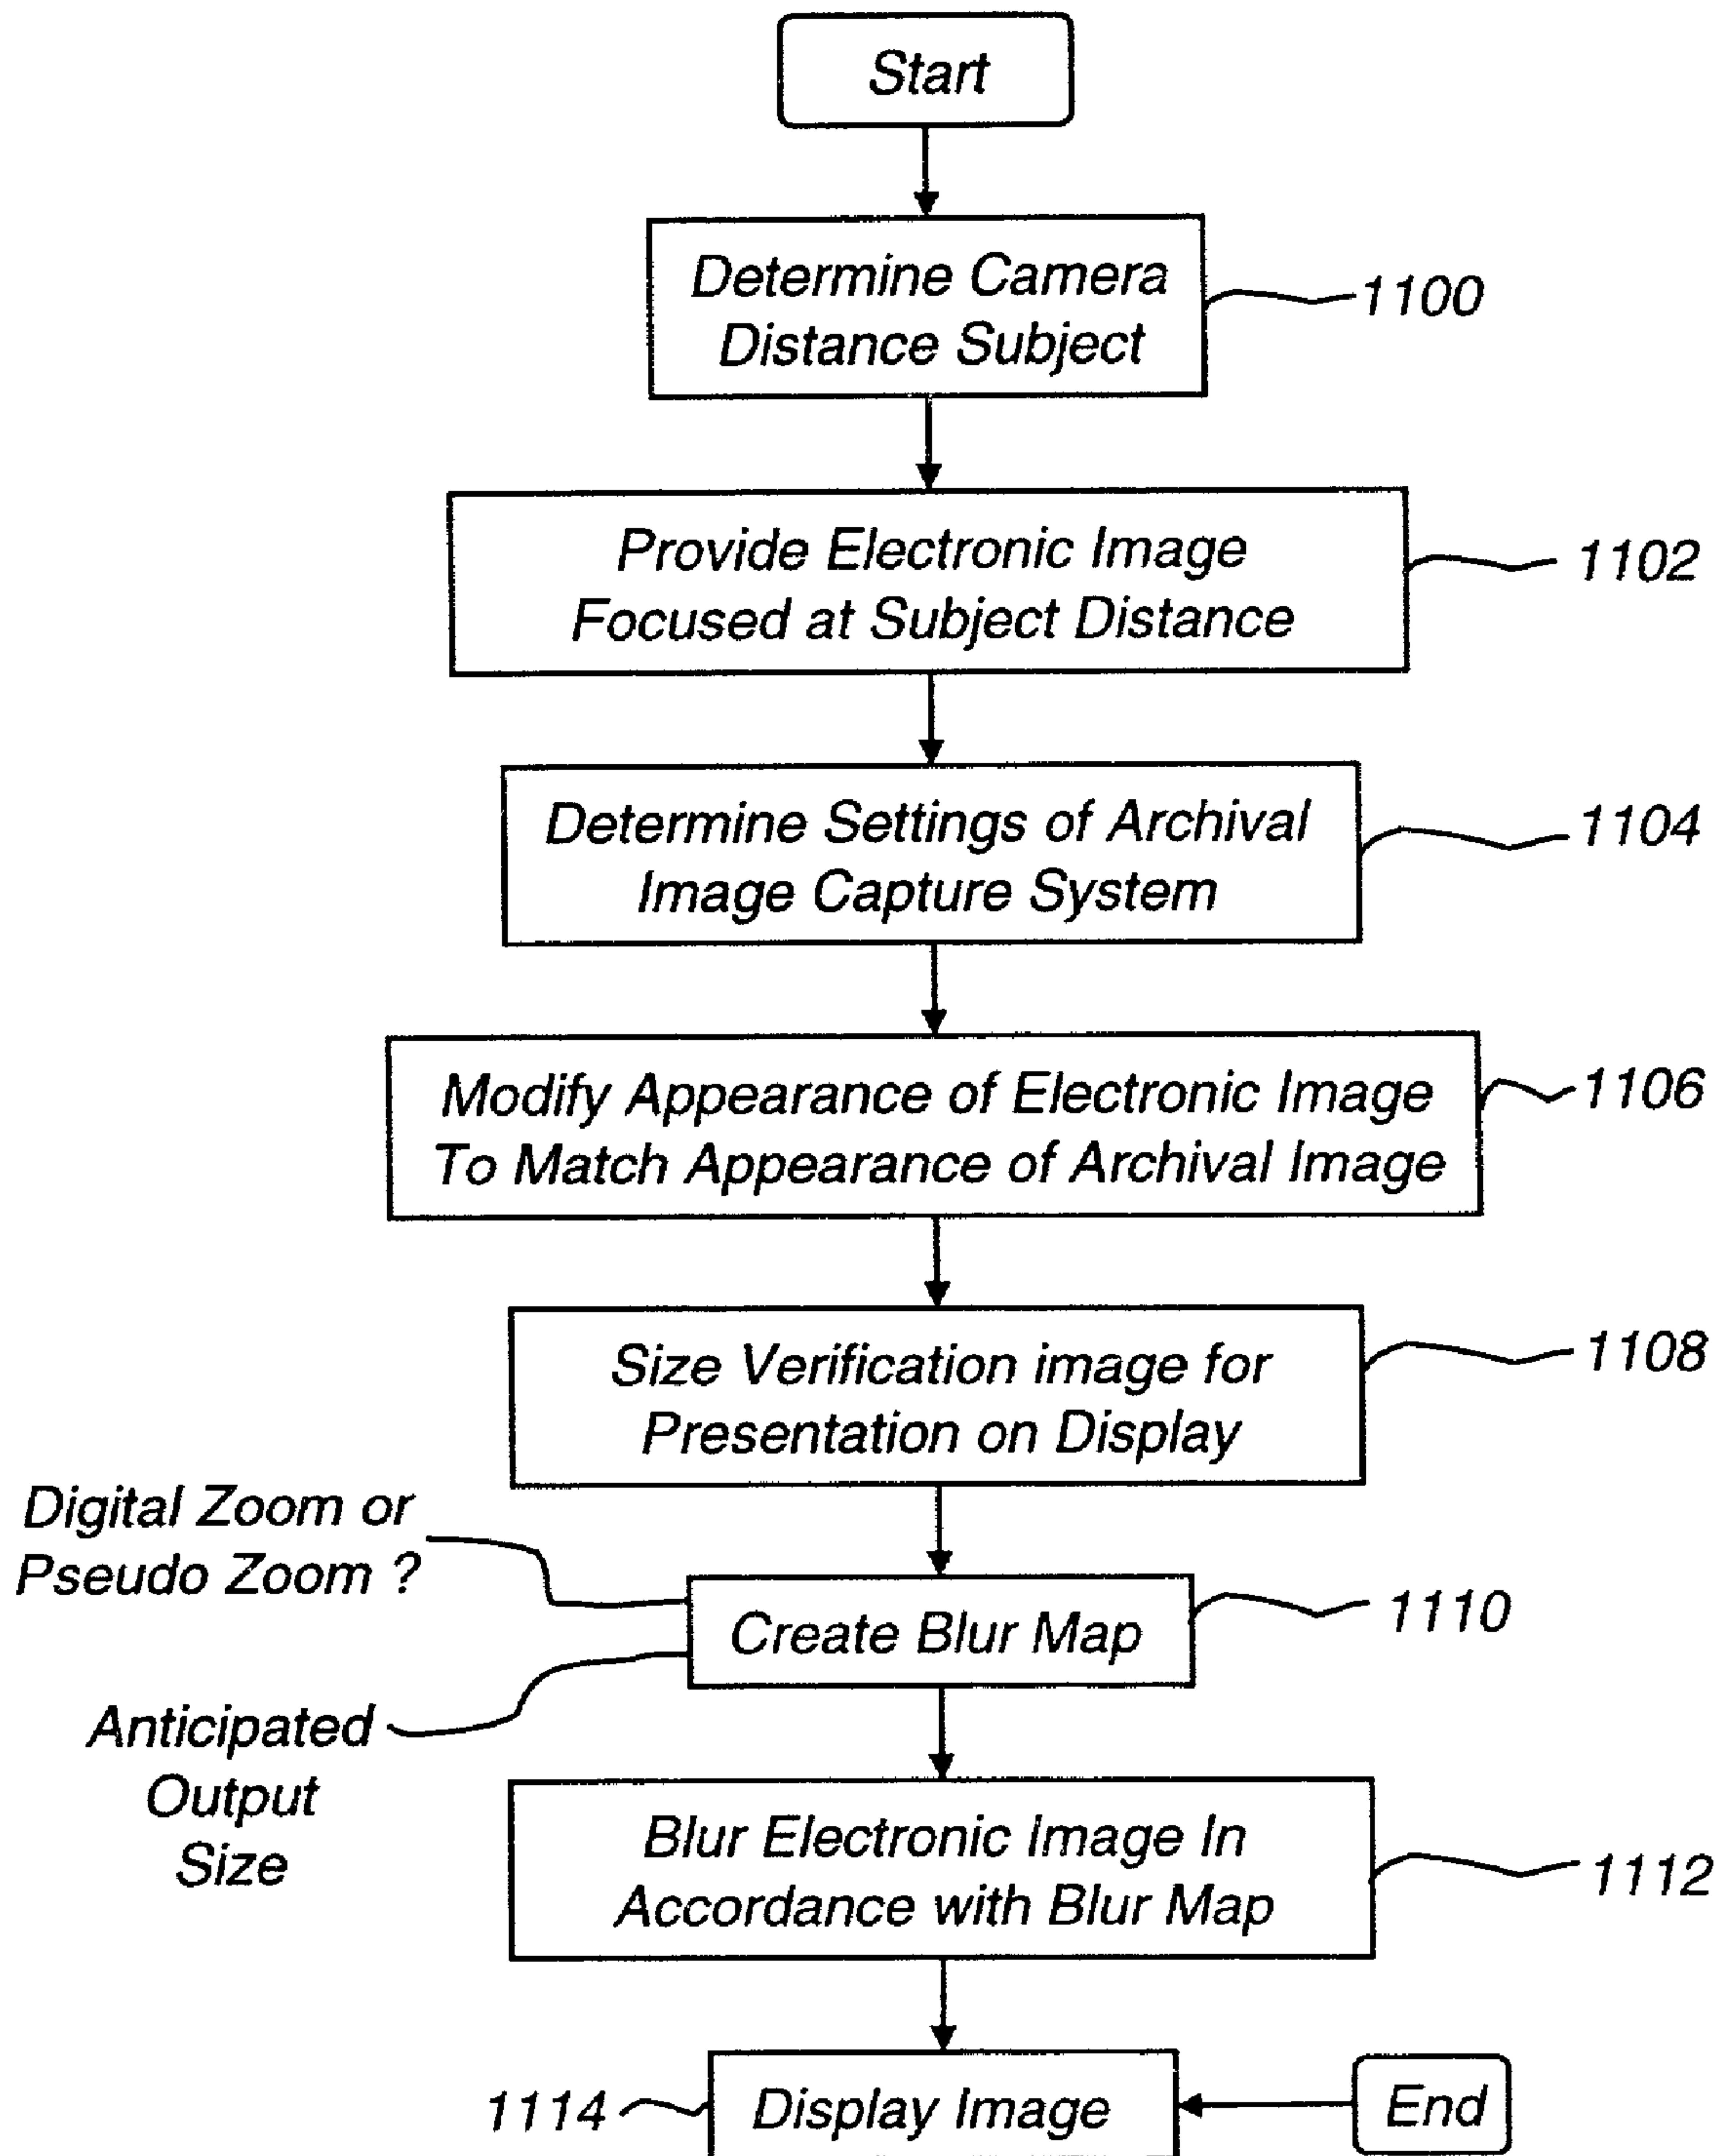 Start
Determine Camera
Distance Subject
1100
Provide Electronic Image
Focused at Subject Distance
1102
Determine Settings of Archival
Image Capture System
1104
Modify Appearance of Electronic Image
To Match Appearance of Archival Image
1106
Size Verification image for
Presentation on Display
1108
Digital Zoom or
Pseudo Zoom ?
Create Blur Map
1110
Anticipated
Output
Size
Blur Electronic Image In
Accordance with Blur Map
1112
1114
Display Image
End